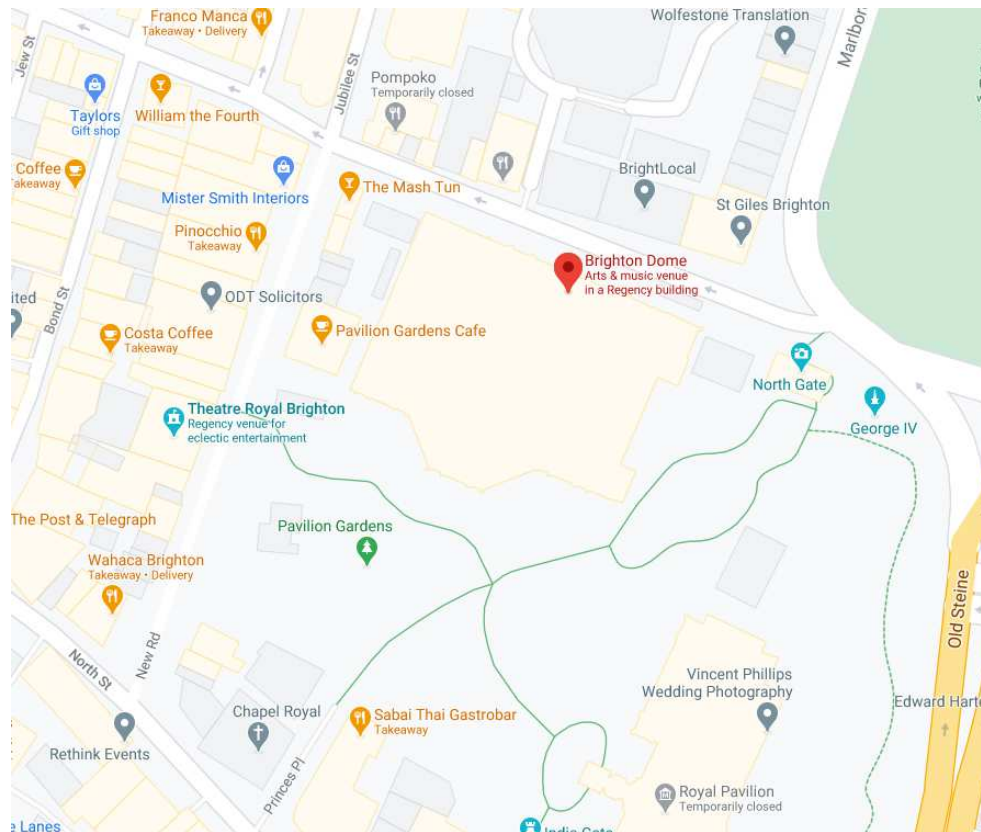 Franco Manca
Takeaway • Delivery
Wolfestone Translation
Jew St
Jubilee St
Marlbor
Pompoko
Temporarily closed
Taylors
Gift shop
William the Fourth
Coffee
Takeaway
Mister Smith Interiors
The Mash Tun
BrightLocal
St Giles Brighton
Pinocchio
Takeaway
Brighton Dome
Arts & music venue
in a Regency building
ited
ODT Solicitors
Bond St
Costa Coffee
Takeaway
Pavilion Gardens Cafe
North Gate
Theatre Royal Brighton
Regency venue for
eclectic entertainment
George IV
The Post & Telegraph
Pavilion Gardens
Wahaca Brighton
Takeaway • Delivery
Old Steine
New Rd
North St
Vincent Phillips
Wedding Photography
Edward Harte
Chapel Royal
Sabai Thai Gastrobar
Takeaway
Rethink Events
Princes Pl
Royal Pavilion
Temporarily closed
e Lanes
India Gate